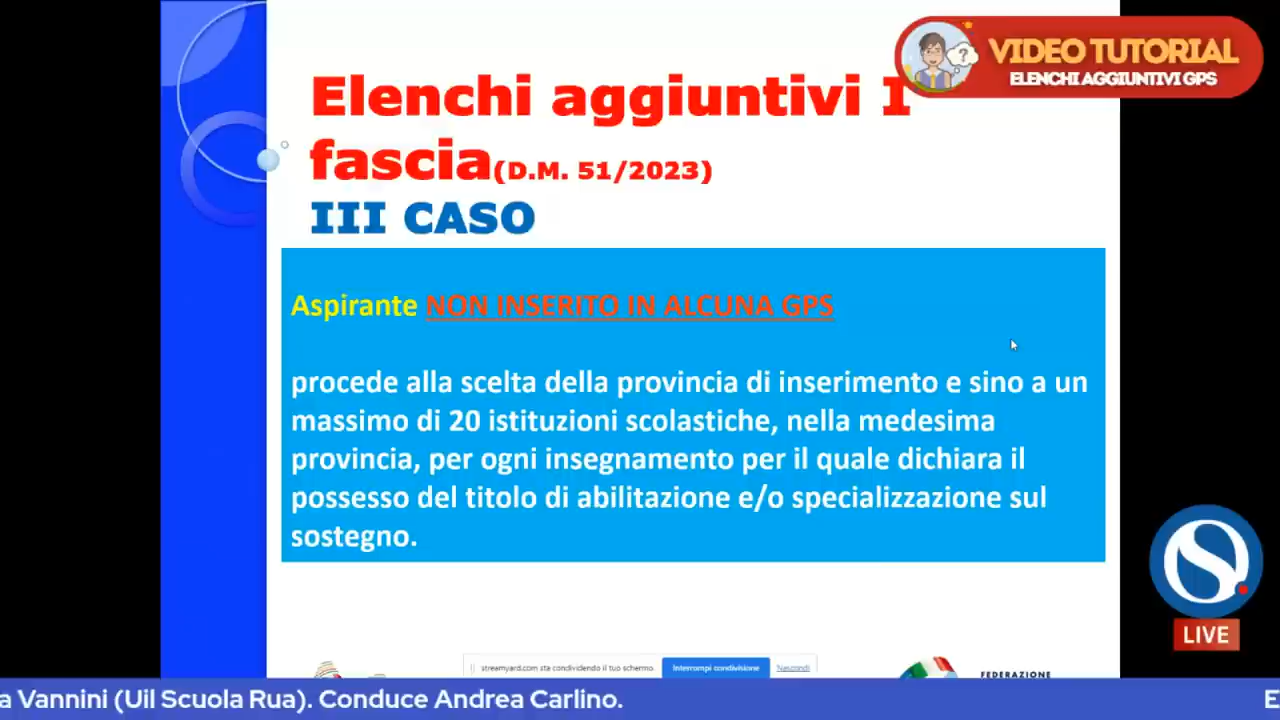 VIDEO TUTORIAL
ELENCHI AGGIUNTIVI GPS
Elenchi aggiuntivi I
fascia(D.M. 51/2023)
III CASO
Aspirante NON INSERITO IN ALCUNA GPS
procede alla scelta della provincia di inserimento e sino a un
massimo di 20 istituzioni scolastiche, nella medesima
provincia, per ogni insegnamento per il quale dichiara il
possesso del titolo di abilitazione e/o specializzazione sul
sostegno.
S
LIVE
streamyard.com sta condividendo il tuo schermo. Interrompi condivisione Nascondi
FEDERAZIONE
a Vannini (Uil Scuola Rua). Conduce Andrea Carlino. E